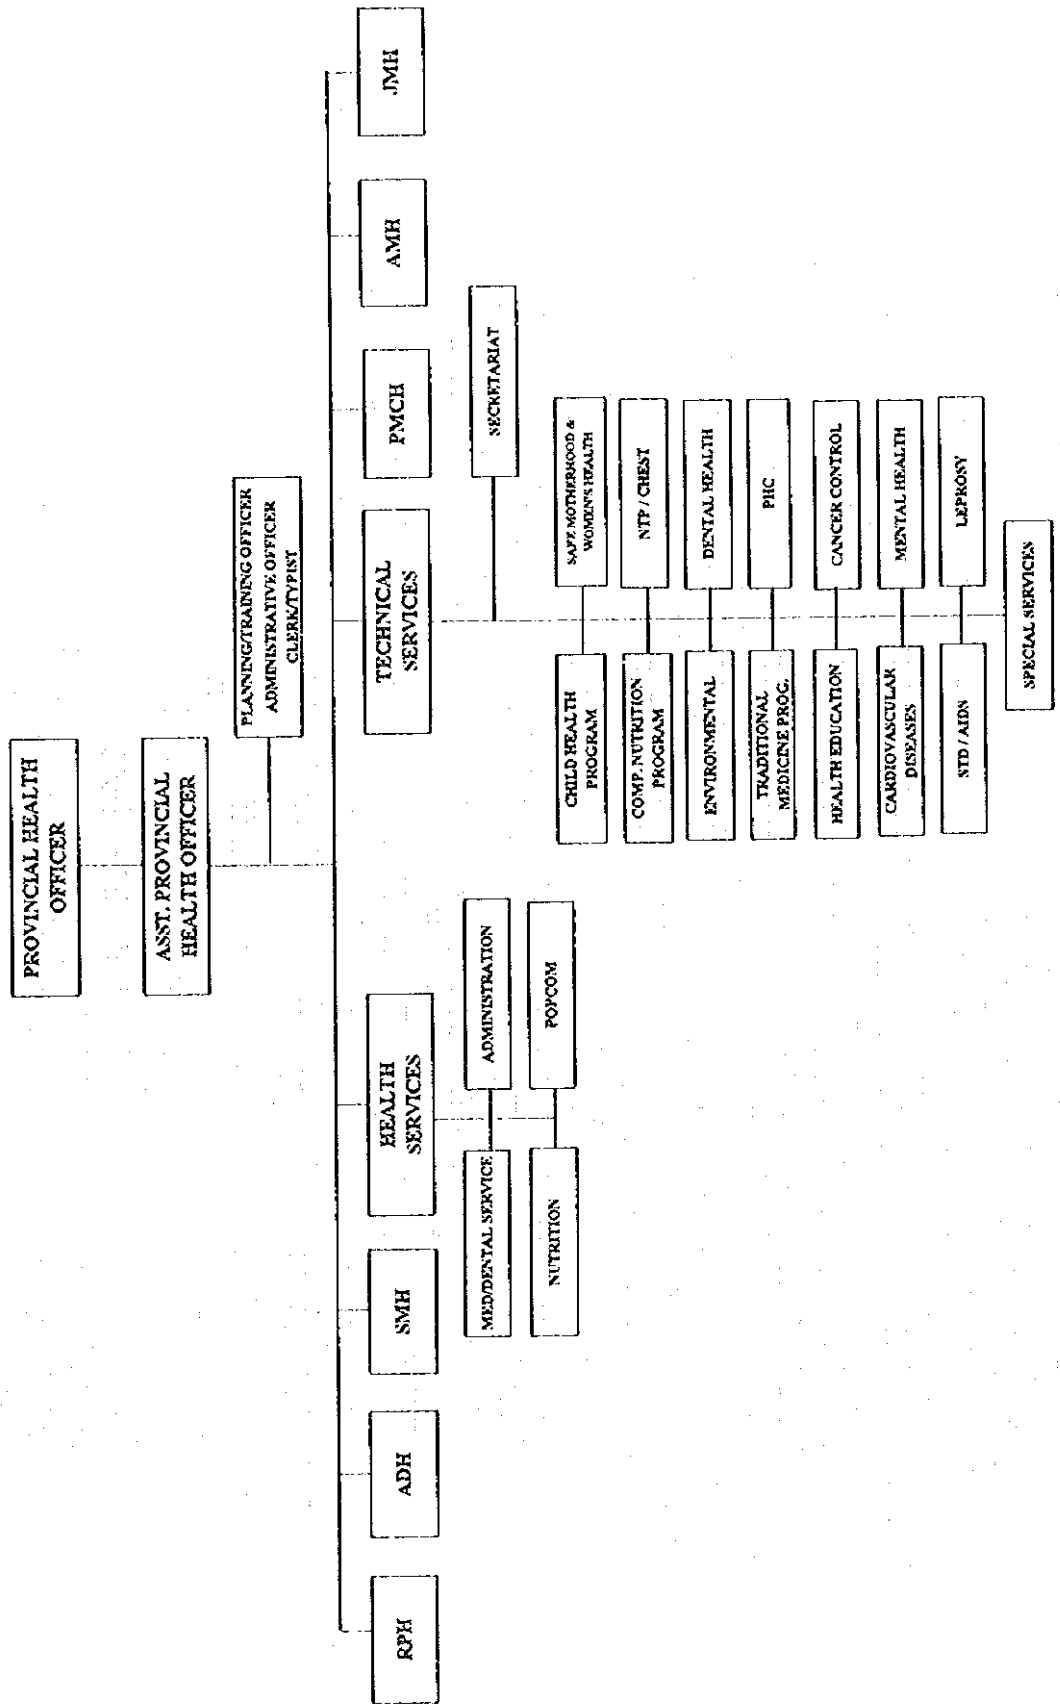 PROVINCIAL HEALTH
OFFICER
ASST. PROVINCIAL
HEALTH OFFICER
PLANNING/TRAINING OFFICER
ADMINISTRATIVE OFFICER
CLERK/TYPIST
RPH
ADH
SMH
HEALTH
SERVICES
TECHNICAL
SERVICES
PMCH
AMH
JMH
MED/DENTAL SERVICE
ADMINISTRATION
NUTRITION
POPCOM
SECRETARIAT
CHILD HEALTH
PROGRAM
SAFE MOTHERHOOD &
WOMEN'S HEALTH
COMP. NUTRITION
PROGRAM
NTP / CHEST
ENVIRONMENTAL
DENTAL HEALTH
TRADITIONAL
MEDICINE PROG.
PHC
HEALTH EDUCATION
CANCER CONTROL
CARDIOVASCULAR
DISEASES
MENTAL HEALTH
STD / AIDS
LEPROSY
SPECIAL SERVICES